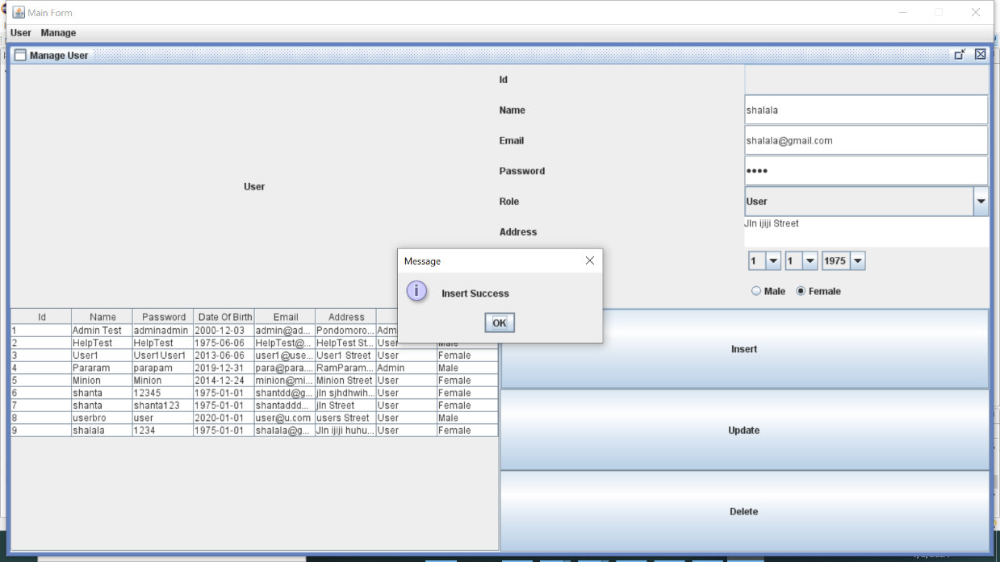 Main Form
User Manage
Manage User
Id
Name shalala
Email shalala@gmail.com
Password ••••
User
Role User
Address Jln ijiji Street
1 1 1975
Male Female
Message
Insert Success
OK
Id Name Password Date Of Birth Email Address
1 Admin Test adminadmin 2000-12-03 admin@ad... Pondomoro...
2 HelpTest HelpTest 1975-06-06 HelpTest@... HelpTest St... User Male
3 User1 User1User1 2013-06-06 user1@use... User1 Street User Female
4 Pararam parapam 2019-12-31 para@para.... RamParam... Admin Male
5 Minion Minion 2014-12-24 minion@mi... Minion Street User Female
6 shanta 12345 1975-01-01 shantdd@g... jln sjhdhwih... User Female
7 shanta shanta123 1975-01-01 shantaddd... jln Street User Female
8 userbro user 2020-01-01 user@u.com users Street User Male
9 shalala 1234 1975-01-01 shalala@g... Jln ijiji huhu... User Female
Insert
Update
Delete